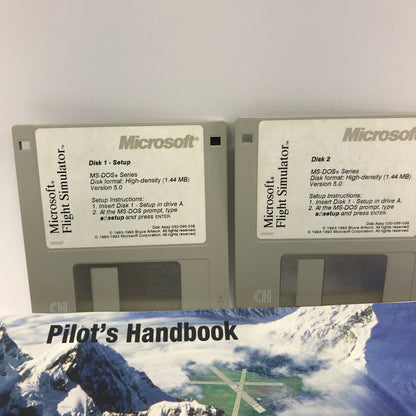 Microsoft®
Disk 1 - Setup
MS-DOS® Series
Disk format: High-density (1.44 MB)
Version 5.0
Setup Instructions:
1. Insert Disk 1 - Setup in drive A.
2. At the MS-DOS prompt, type
a:\setup and press ENTER.
© 1983-1993 Bruce Artwick. All rights reserved.
© 1983-1993 Microsoft Corporation. All rights reserved.
Microsoft®
Flight Simulator™
CH
Microsoft
Disk 2
MS-DOS® Series
Disk format: High-density (1.44 MB)
Version 5.0
Setup Instructions:
1. Insert Disk 1 - Setup in drive A.
2. At the MS-DOS prompt, type
a:\setup and press ENTER.
© 1983-1993 Bruce Artwick. All rights reserved.
© 1983-1993 Microsoft Corporation. All rights reserved.
Microsoft®
Flight Simulator™
CH
Pilot's Handbook